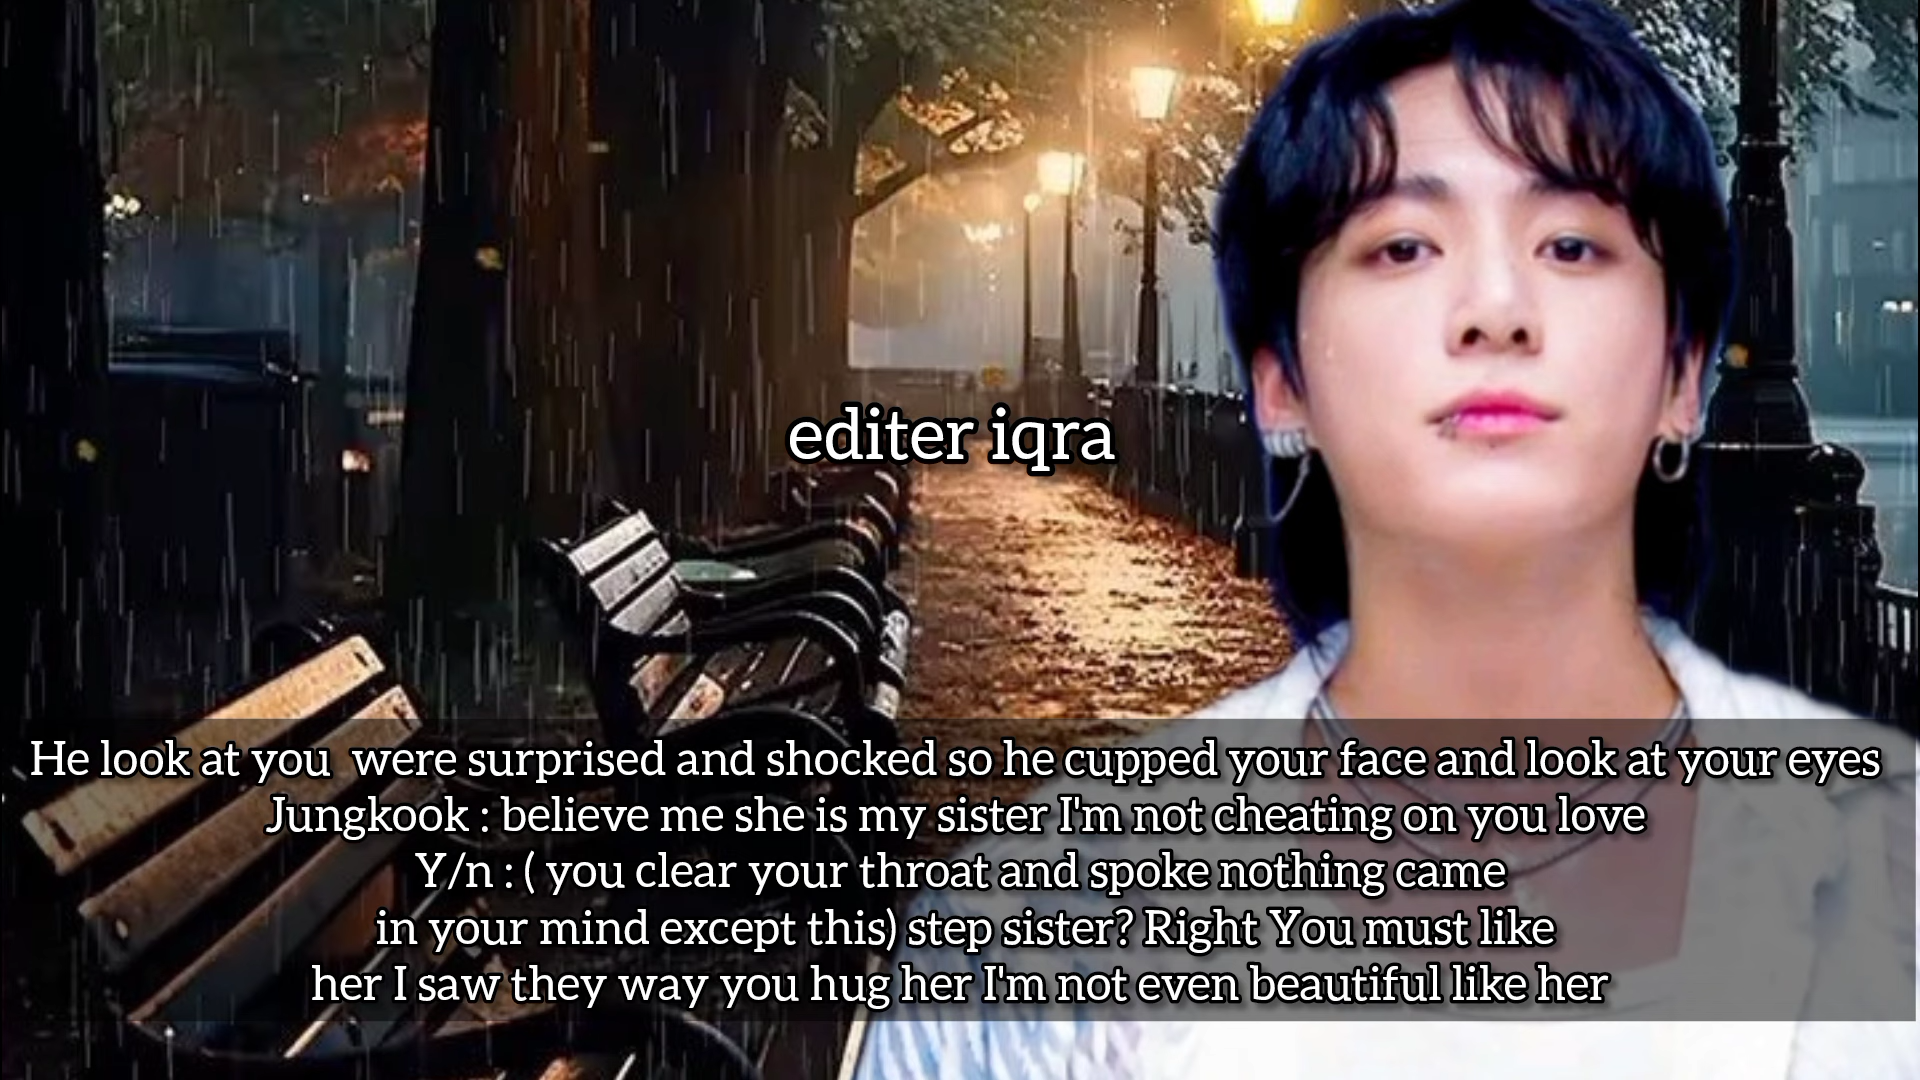 editer iqra
He look at you were surprised and shocked so he cupped your face and look at your eyes
Jungkook : believe me she is my sister I'm not cheating on you love
Y/n : ( you clear your throat and spoke nothing came
in your mind except this) step sister? Right You must like
her I saw they way you hug her I'm not even beautiful like her